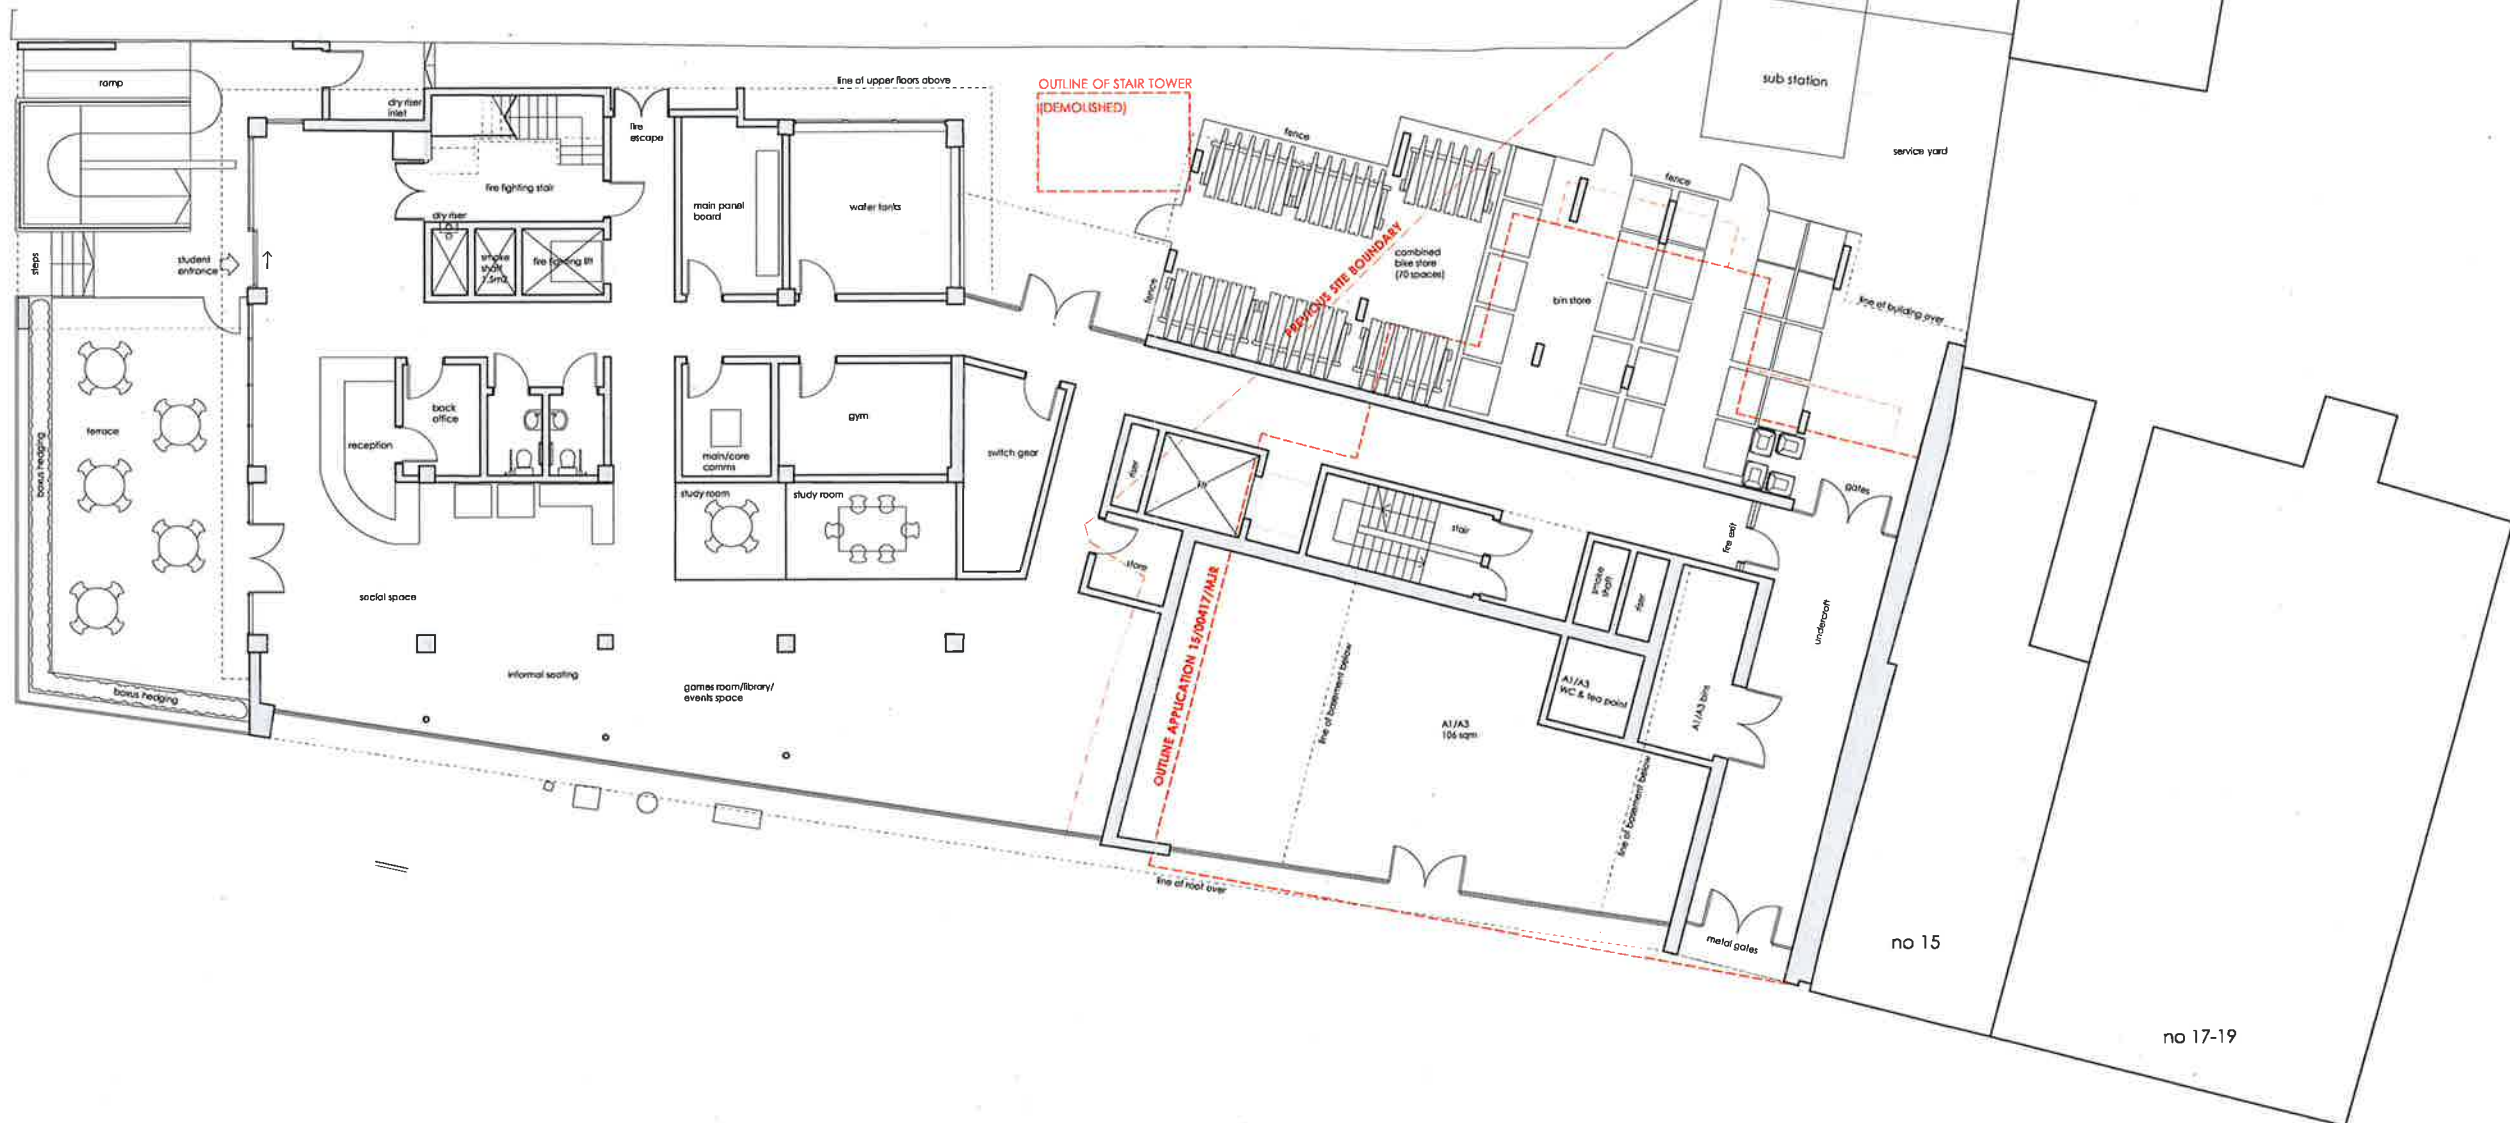 ramp
dry riser
inlet
line of upper floors above
OUTLINE OF STAIR TOWER
(DEMOLISHED)
sub station
service yard
fire
escape
fence
fire fighting stair
main panel
board
water tanks
dry riser
smoke
shaft
1.5m2
fire fighting lift
steps
student
entrance
fence
PREVIOUS SITE BOUNDARY
combined
bike store
(70 spaces)
fence
bin store
line of building over
terrace
boxus hedging
reception
back
office
gym
main/core
comms
switch gear
study room
study room
riser
lift
stair
gates
fire exit
store
smoke
shaft
riser
undercroft
social space
informal seating
games room/library/
events space
boxus hedging
OUTLINE APPLICATION 15/00417/MJR
line of basement below
A1/A3
WC & tea point
A1/A3 bins
A1/A3
106 sqm
line of basement below
line of roof over
metal gates
no 15
no 17-19